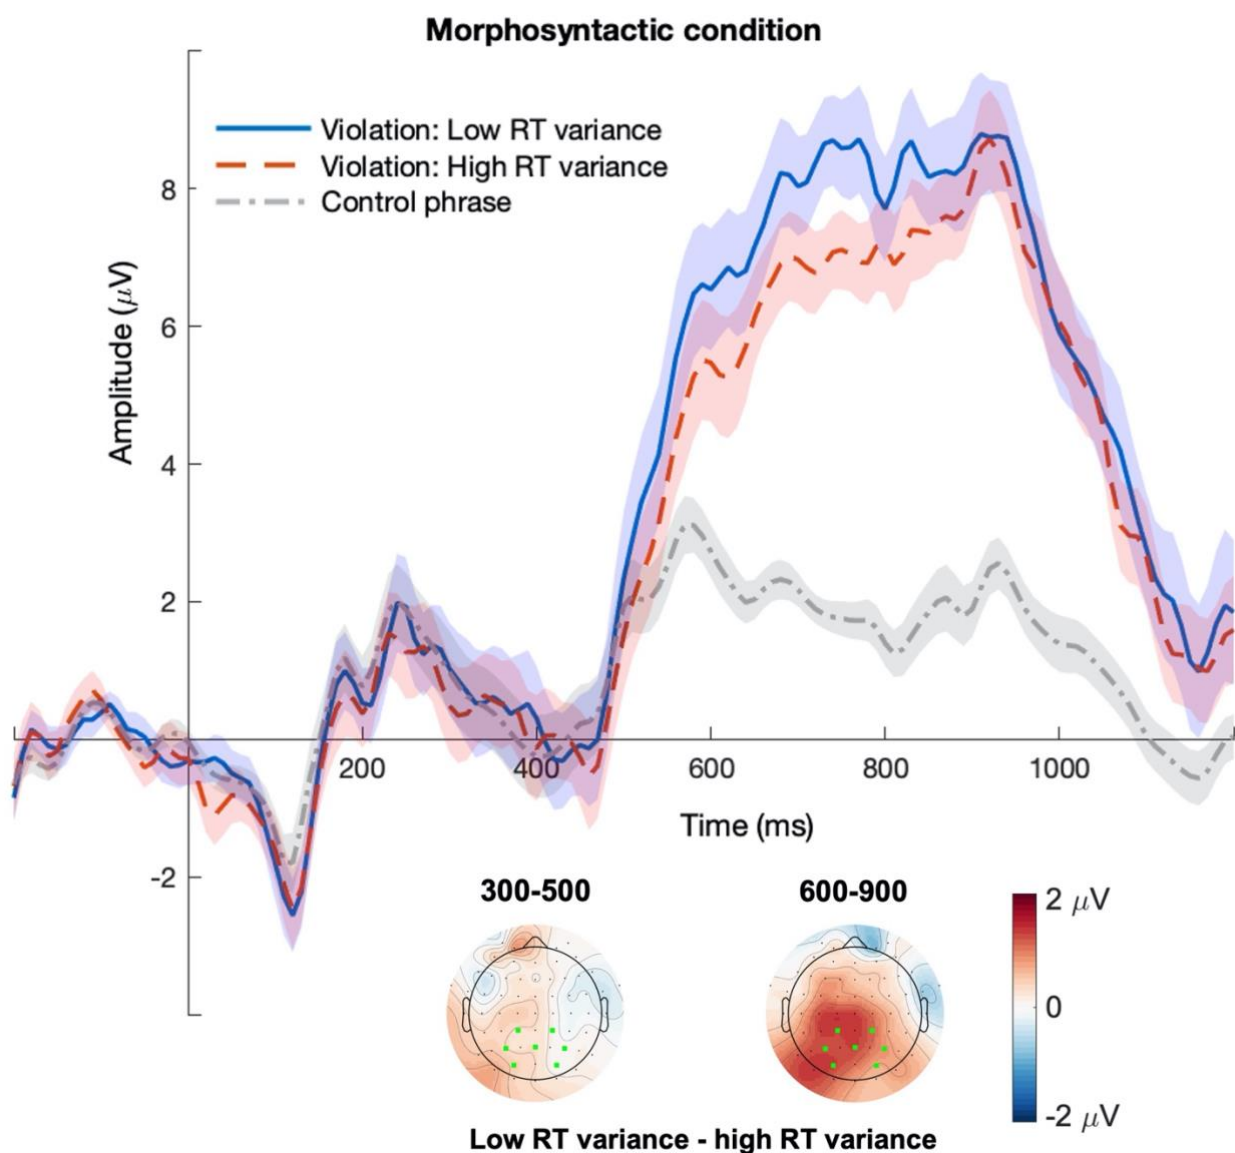 Morphosyntactic condition
Violation: Low RT variance
Violation: High RT variance
Control phrase
8
6
4
2
-2
Amplitude (μV)
200 400 600 800 1000
Time (ms)
300-500 600-900
2 μV
0
-2 μV
Low RT variance - high RT variance